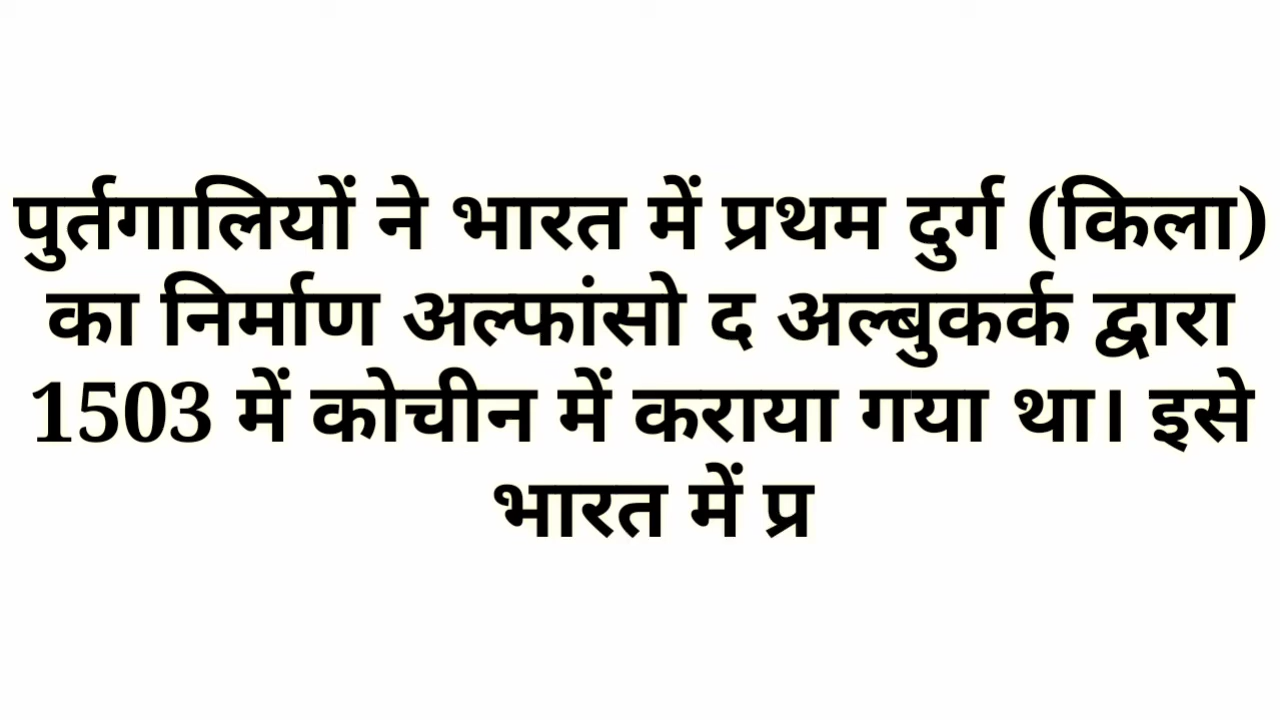 पुर्तगालियों ने भारत में प्रथम दुर्ग (किला)
का निर्माण अल्फांसो द अल्बुकर्क द्वारा
1503 में कोचीन में कराया गया था। इसे
भारत में प्र